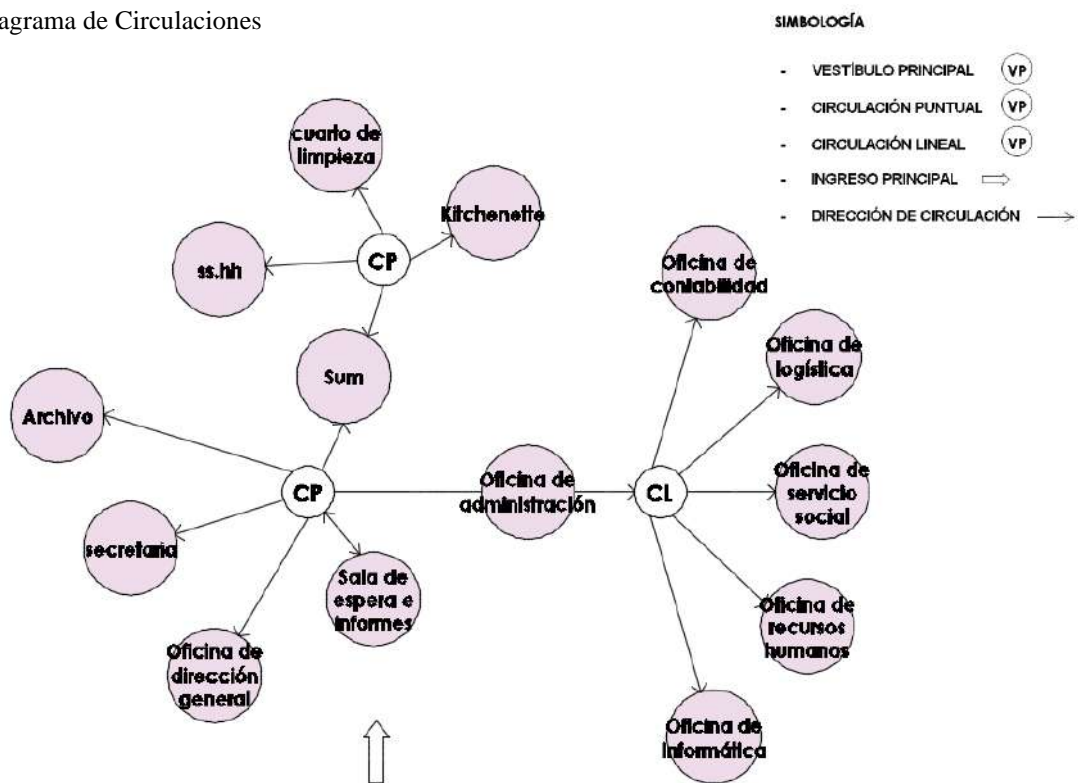 agrama de Circulaciones
SIMBOLOGÍA
- VESTÍBULO PRINCIPAL VP
- CIRCULACIÓN PUNTUAL VP
- CIRCULACIÓN LINEAL VP
- INGRESO PRINCIPAL
- DIRECCIÓN DE CIRCULACIÓN
cuarto de
limpieza
Kitchenette
CP
ss.hh
Sum
Archivo
CP
secretaria
Oficina de
dirección
general
Sala de
espera e
informes
Oficina de
administración
CL
Oficina de
contabilidad
Oficina de
logística
Oficina de
servicio
social
Oficina de
recursos
humanos
Oficina de
Informática